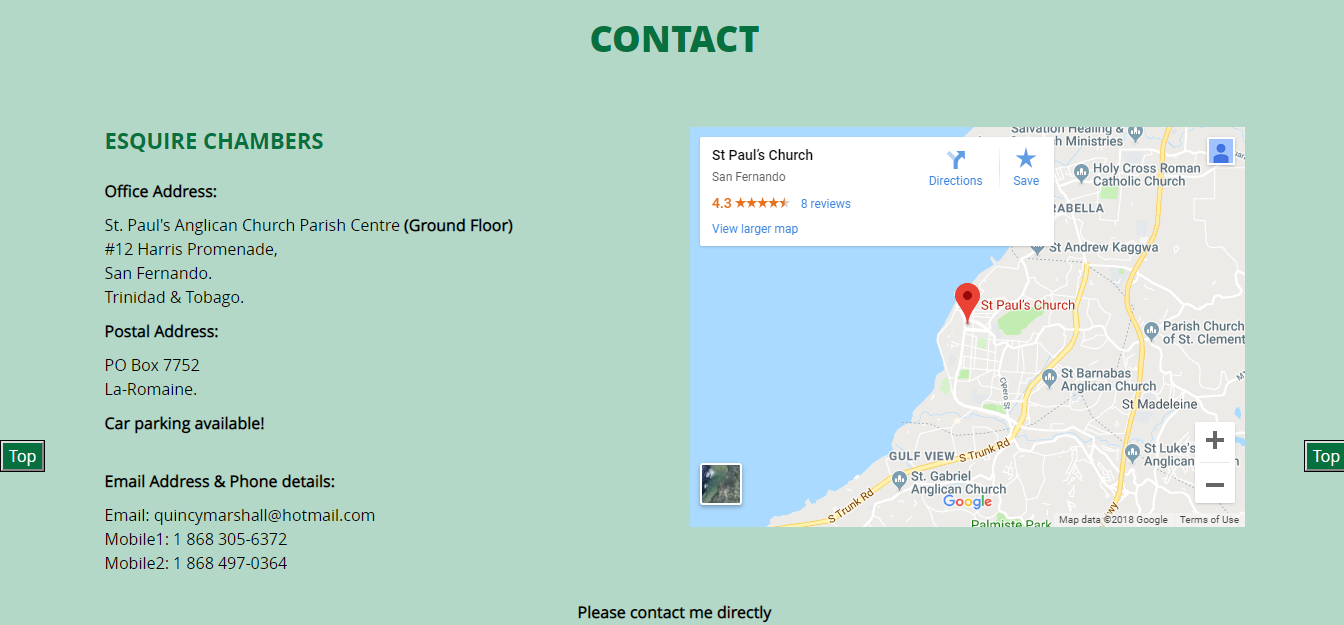 CONTACT
ESQUIRE CHAMBERS
Office Address:
St. Paul's Anglican Church Parish Centre (Ground Floor)
#12 Harris Promenade,
San Fernando.
Trinidad & Tobago.
Postal Address:
PO Box 7752
La-Romaine.
Car parking available!
Email Address & Phone details:
Email: quincymarshall@hotmail.com
Mobile1: 1 868 305-6372
Mobile2: 1 868 497-0364
St Paul's Church
San Fernando
4.3
8 reviews
View larger map
Directions
Save
Salvation Healing &
h Ministries
Holy Cross Roman
Catholic Church
RABELLA
St Andrew Kaggwa
St Paul's Church
Parish Church
of St. Clement
St Barnabas
Anglican Church
Cipero St
St Madeleine
St Luke's
Anglican
GULF VIEW
S Trunk Rd
St. Gabriel
Anglican Church
S Trunk Rd
Google
Palmiste Park
Map data ©2018 Google
Terms of Use
Top
Top
Please contact me directly